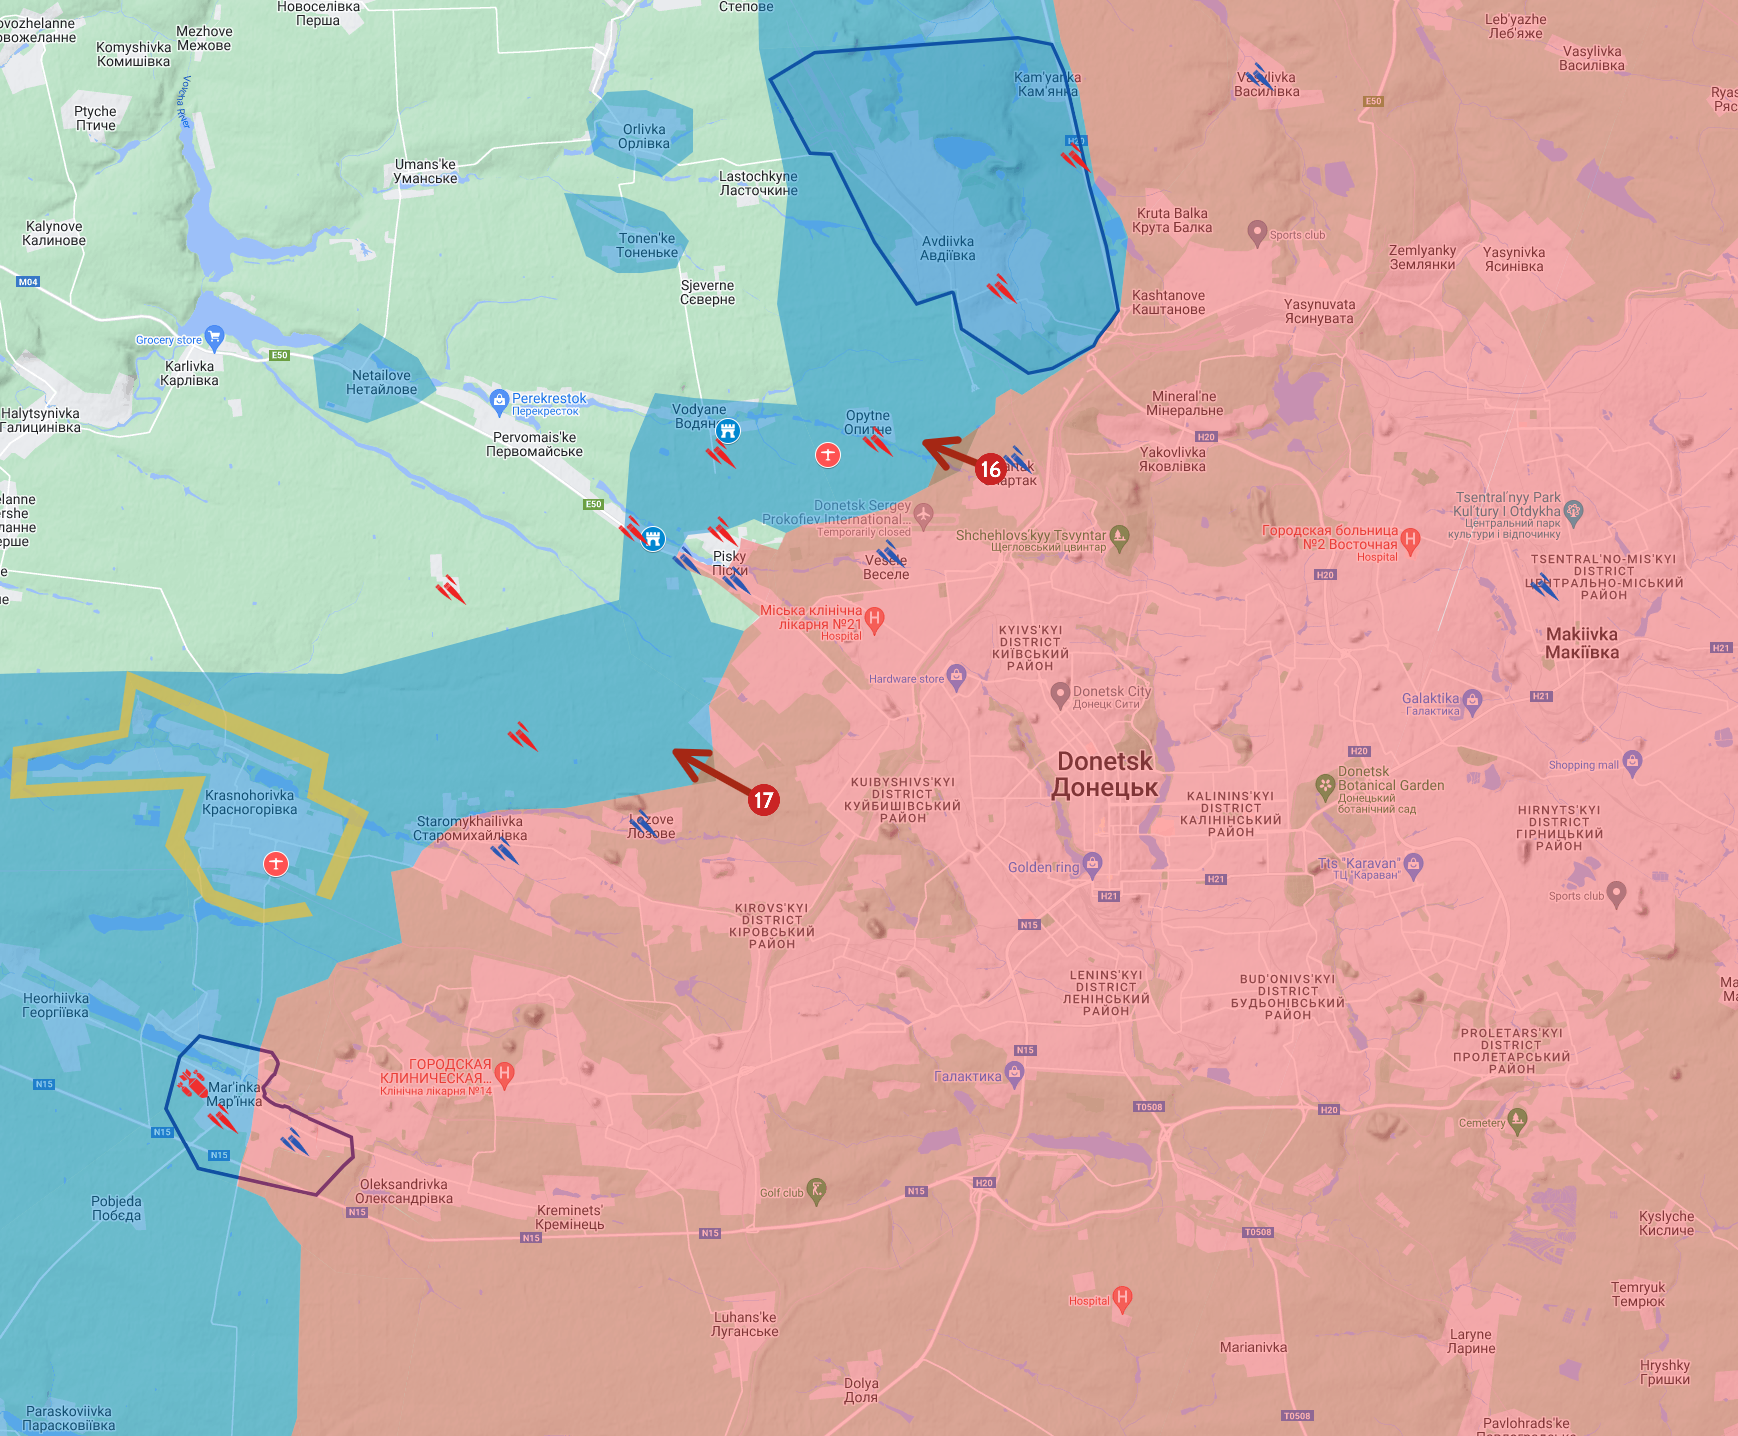 Новоселівка
Перша
Степове
Mezhove
Межове
Komyshivka
Комишівка
Ptyche
Птиче
Volcha River
Orlivka
Орлівка
Umans'ke
Уманське
Lastochkyne
Ласточкине
Kalynove
Калинове
Tonen'ke
Тоненьке
Sjeverne
Сєверне
M04
Grocery store
E50
Karlivka
Карлівка
Netailove
Нетайлове
Halytsynivka
Галицинівка
Perekrestok
Перекресток
Pervomais'ke
Первомайське
E50
Vodyane
Opytne
Avdiivka
Авдіївка
Kam'yanka
Кам'янка
H20
Leb'yazhe
Леб'яже
Vasylivka
Василівка
Василівка
E50
Kruta Balka
Крута Балка
Sports club
Zemlyanky
Землянки
Yasynivka
Ясинівка
Kashtanove
Каштанове
Yasynuvata
Ясинувата
Mineral'ne
Мінеральне
H20
Yakovlivka
Яковлівка
16
Donetsk Sergey
Prokofiev International...
Temporarily closed
Shchehlovs'kyy Tsvyntar
Щегловський цвинтар
Tsentral'nyy Park
Kul'tury I Otdykha
Центральний парк
культури і відпочинку
Городская больница
№2 Восточная
Hospital
H20
TSENTRAL'NO-MIS'KYI
DISTRICT
ЦЕНТРАЛЬНО-МІСЬКИЙ
РАЙОН
Pisky
Піски
Vesele
Веселе
Міська клінічна
лікарня №21
Hospital
KYIVS'KYI
DISTRICT
КИЇВСЬКИЙ
РАЙОН
Makiivka
Макіївка
H21
Hardware store
Donetsk City
Донецк Сити
Galaktika
Галактика
H21
H20
Donetsk
Донецьк
Shopping mall
Donetsk
Botanical Garden
Донецький
ботанічний сад
17
KUIBYSHIVS'KYI
DISTRICT
КУЙБИШІВСЬКИЙ
РАЙОН
KALININS'KYI
DISTRICT
КАЛІНІНСЬКИЙ
РАЙОН
HIRNYTS'KYI
DISTRICT
ГІРНИЦЬКИЙ
РАЙОН
Krasnohorivka
Красногорівка
Staromykhailivka
Старомихайлівка
Лозове
Golden ring
H21
H21
Tts "Karavan"
ТЦ "Караван"
Sports club
KIROVS'KYI
DISTRICT
КІРОВСЬКИЙ
РАЙОН
N15
LENINS'KYI
DISTRICT
ЛЕНІНСЬКИЙ
РАЙОН
BUD'ONIVS'KYI
DISTRICT
БУДЬОНІВСЬКИЙ
РАЙОН
PROLETARS'KYI
DISTRICT
ПРОЛЕТАРСЬКИЙ
РАЙОН
Heorhiivka
Георгіївка
N15
Mar'inka
Мар'їнка
N15
N15
ГОРОДСКАЯ
КЛИНИЧЕСКАЯ...
Клінічна лікарня №14
N15
Галактика
T0508
H20
Cemetery
Pobjeda
Побєда
Oleksandrivka
Олександрівка
N15
Kreminets'
Кремінець
N15
N15
Golf club
N15
H20
T0508
Kyslyche
Кисличе
Hospital
Temryuk
Темрюк
Luhans'ke
Луганське
Marianivka
Laryne
Ларине
Hryshky
Гришки
Dolya
Доля
T0508
Paraskoviivka
Парасковіївка
Pavlohrads'ke